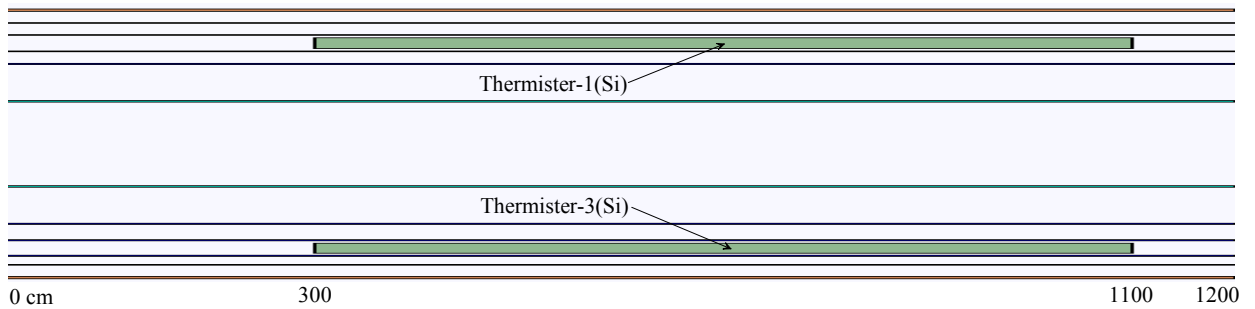 Thermister-1(Si)
Thermister-3(Si)
0 cm 300 1100 1200